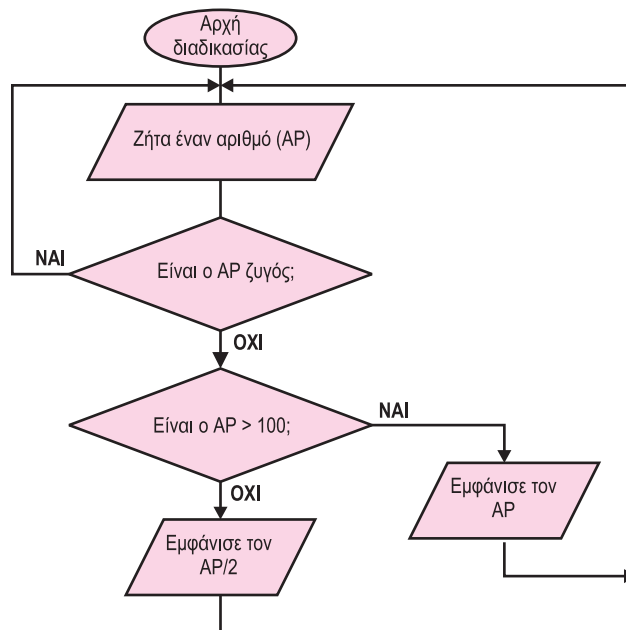 Αρχή
διαδικασίας
Ζήτα έναν αριθμό (ΑΡ)
ΝΑΙ
Είναι ο ΑΡ ζυγός;
ΟΧΙ
Είναι ο ΑΡ > 100;
ΝΑΙ
ΟΧΙ
Εμφάνισε τον
ΑΡ
Εμφάνισε τον
ΑΡ/2